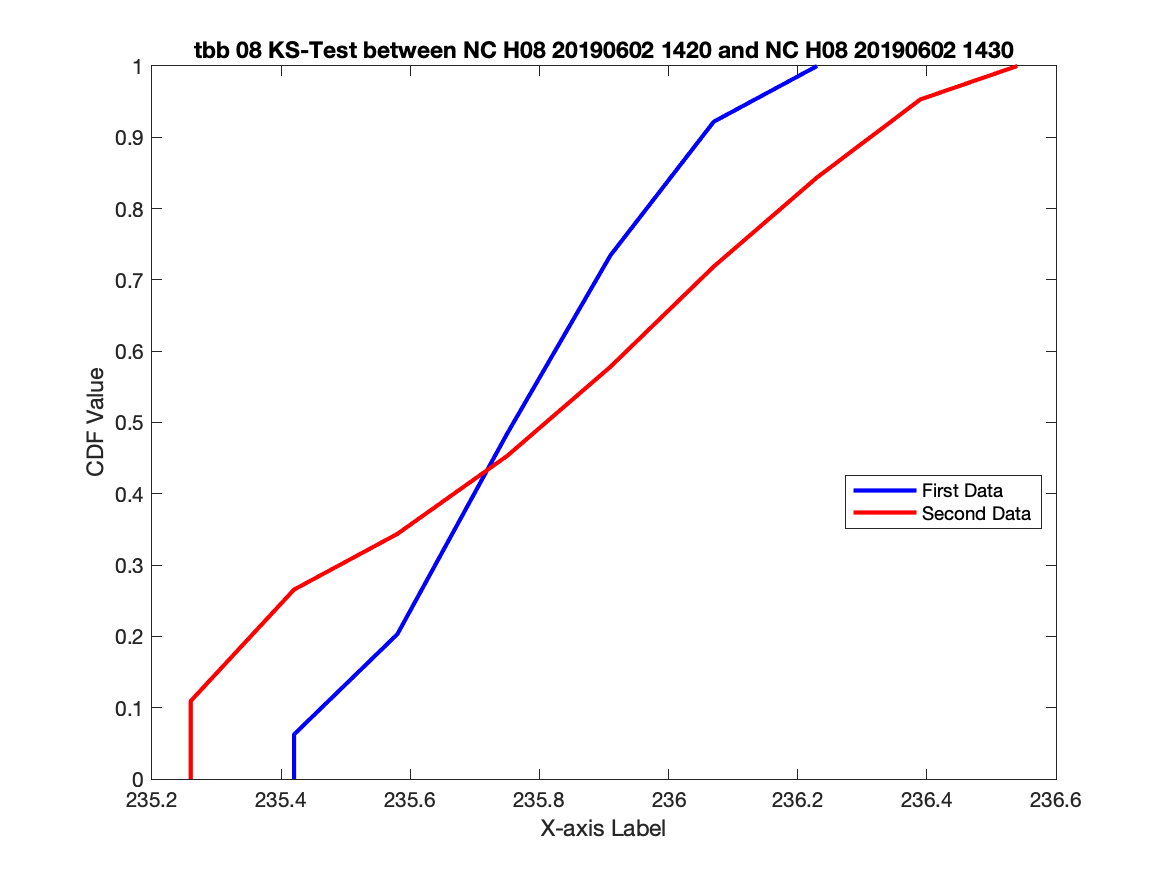 tbb 08 KS-Test between NC H08 20190602 1420 and NC H08 20190602 1430
1
0.9
0.8
0.7
0.6
0.5
0.4
0.3
0.2
0.1
0
CDF Value
First Data
Second Data
235.2 235.4 235.6 235.8 236 236.2 236.4 236.6
X-axis Label